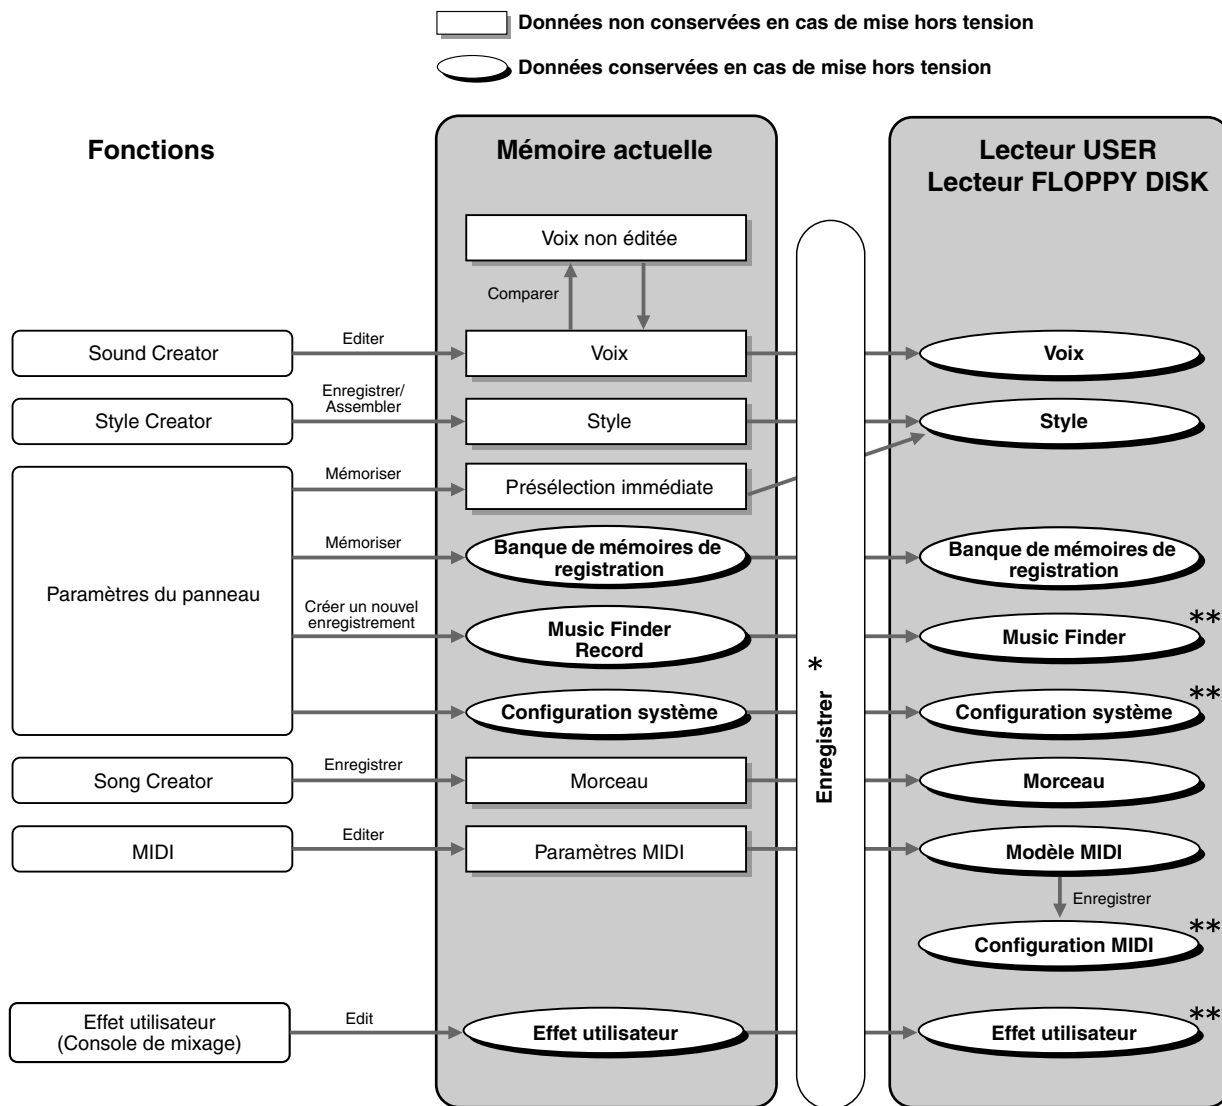 Données non conservées en cas de mise hors tension
Données conservées en cas de mise hors tension
Fonctions
Mémoire actuelle
Lecteur USER
Lecteur FLOPPY DISK
Voix non éditée
Comparer
Sound Creator
Editer
Voix
Voix
Style Creator
Enregistrer/
Assembler
Style
Style
Paramètres du panneau
Mémoriser
Présélection immédiate
Mémoriser
Banque de mémoires de
registration
Banque de mémoires de
registration
Créer un nouvel
enregistrement
Music Finder
Record
Music Finder
**
Configuration système
Configuration système
**
Enregistrer *
Song Creator
Enregistrer
Morceau
Morceau
MIDI
Editer
Paramètres MIDI
Modèle MIDI
Enregistrer
Configuration MIDI
**
Effet utilisateur
(Console de mixage)
Edit
Effet utilisateur
Effet utilisateur
**